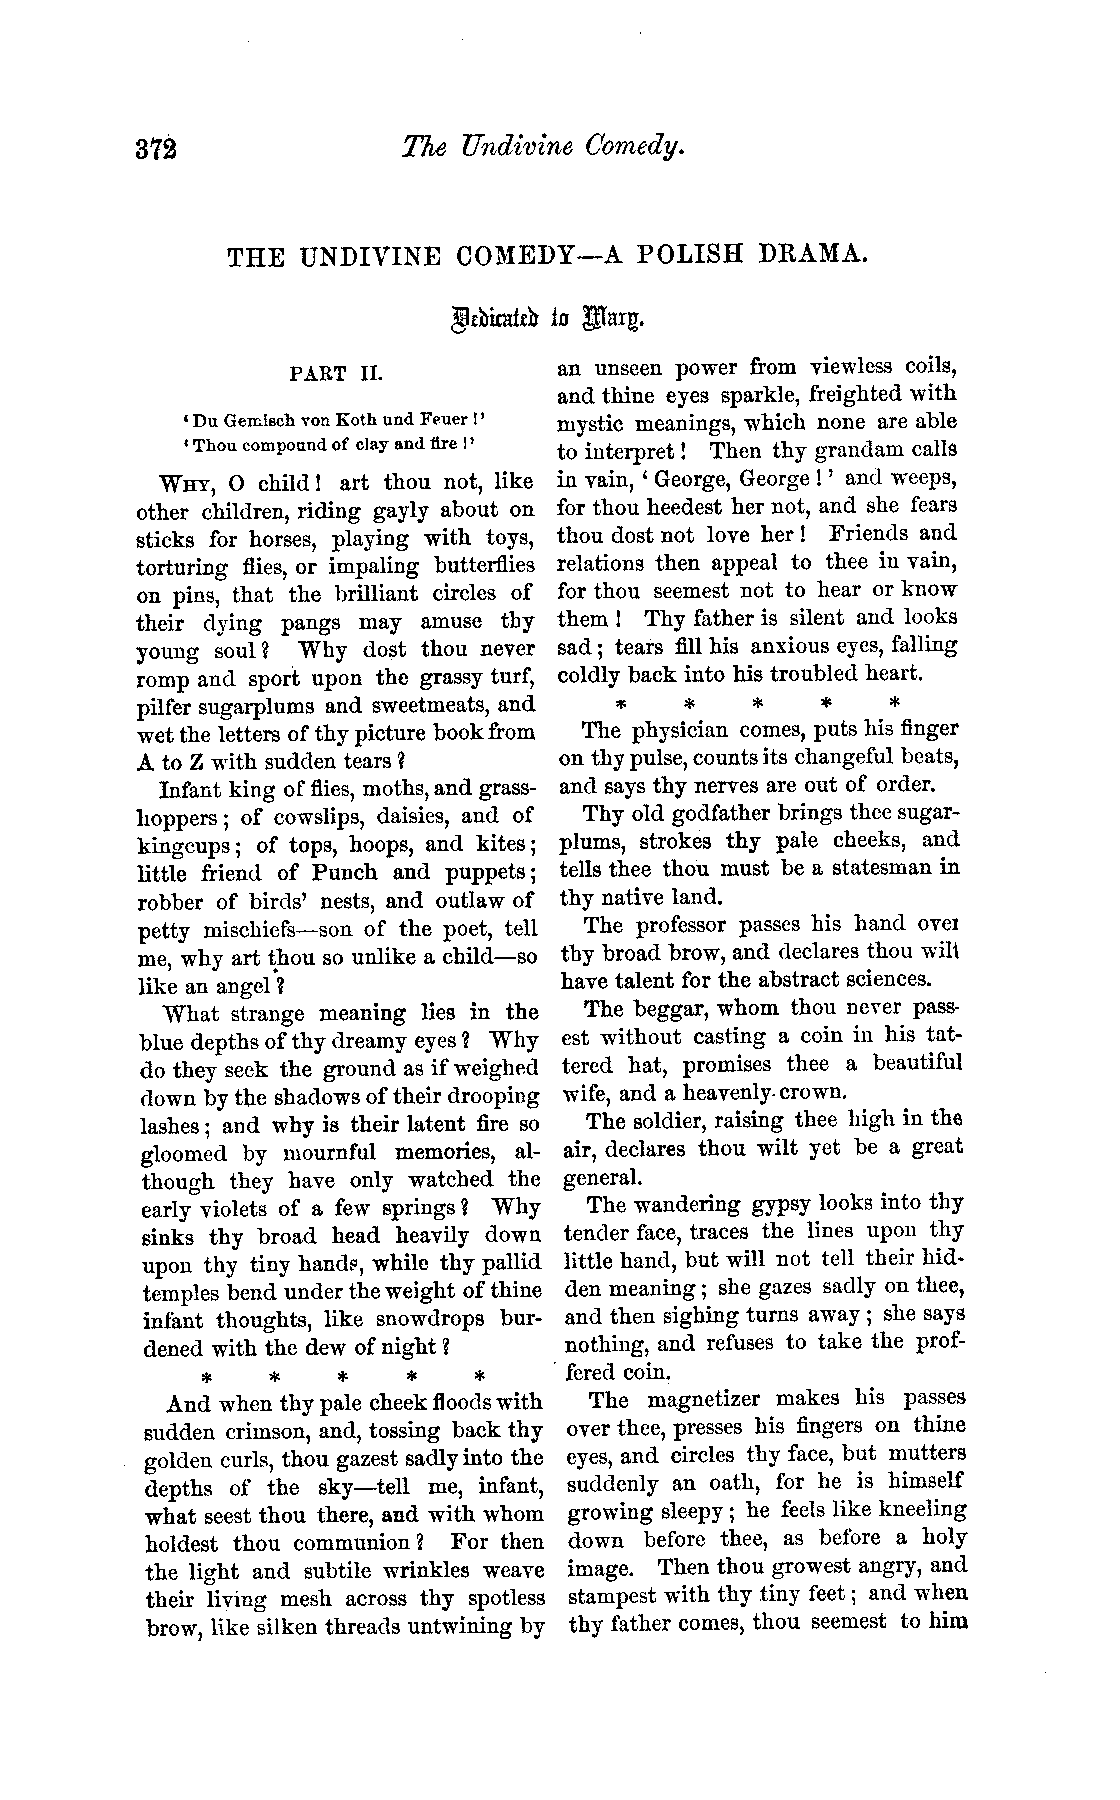 372 The Undivine Comedy.
THE UNDIVINE COMEDY—A POLISH DRAMA.
Dedicated to Mary.
PART II.
'Du Gemisch von Koth und Feuer!'
'Thou compound of clay and fire!'
WHY, O child! art thou not, like
other children, riding gayly about on
sticks for horses, playing with toys,
torturing flies, or impaling butterflies
on pins, that the brilliant circles of
their dying pangs may amuse thy
young soul? Why dost thou never
romp and sport upon the grassy turf,
pilfer sugarplums and sweetmeats, and
wet the letters of thy picture book from
A to Z with sudden tears?
Infant king of flies, moths, and grass-
hoppers; of cowslips, daisies, and of
kingcups; of tops, hoops, and kites;
little friend of Punch and puppets;
robber of birds' nests, and outlaw of
petty mischiefs—son of the poet, tell
me, why art thou so unlike a child—so
like an angel?
What strange meaning lies in the
blue depths of thy dreamy eyes? Why
do they seek the ground as if weighed
down by the shadows of their drooping
lashes; and why is their latent fire so
gloomed by mournful memories, al-
though they have only watched the
early violets of a few springs? Why
sinks thy broad head heavily down
upon thy tiny hands, while thy pallid
temples bend under the weight of thine
infant thoughts, like snowdrops bur-
dened with the dew of night?
* * * * *
And when thy pale cheek floods with
sudden crimson, and, tossing back thy
golden curls, thou gazest sadly into the
depths of the sky—tell me, infant,
what seest thou there, and with whom
holdest thou communion? For then
the light and subtile wrinkles weave
their living mesh across thy spotless
brow, like silken threads untwining by
an unseen power from viewless coils,
and thine eyes sparkle, freighted with
mystic meanings, which none are able
to interpret! Then thy grandam calls
in vain, 'George, George!' and weeps,
for thou heedest her not, and she fears
thou dost not love her! Friends and
relations then appeal to thee in vain,
for thou seemest not to hear or know
them! Thy father is silent and looks
sad; tears fill his anxious eyes, falling
coldly back into his troubled heart.
* * * * *
The physician comes, puts his finger
on thy pulse, counts its changeful beats,
and says thy nerves are out of order.
Thy old godfather brings thee sugar-
plums, strokes thy pale cheeks, and
tells thee thou must be a statesman in
thy native land.
The professor passes his hand over
thy broad brow, and declares thou wilt
have talent for the abstract sciences.
The beggar, whom thou never pass-
est without casting a coin in his tat-
tered hat, promises thee a beautiful
wife, and a heavenly crown.
The soldier, raising thee high in the
air, declares thou wilt yet be a great
general.
The wandering gypsy looks into thy
tender face, traces the lines upon thy
little hand, but will not tell their hid-
den meaning; she gazes sadly on thee,
and then sighing turns away; she says
nothing, and refuses to take the prof-
fered coin.
The magnetizer makes his passes
over thee, presses his fingers on thine
eyes, and circles thy face, but mutters
suddenly an oath, for he is himself
growing sleepy; he feels like kneeling
down before thee, as before a holy
image. Then thou growest angry, and
stampest with thy tiny feet; and when
thy father comes, thou seemest to him